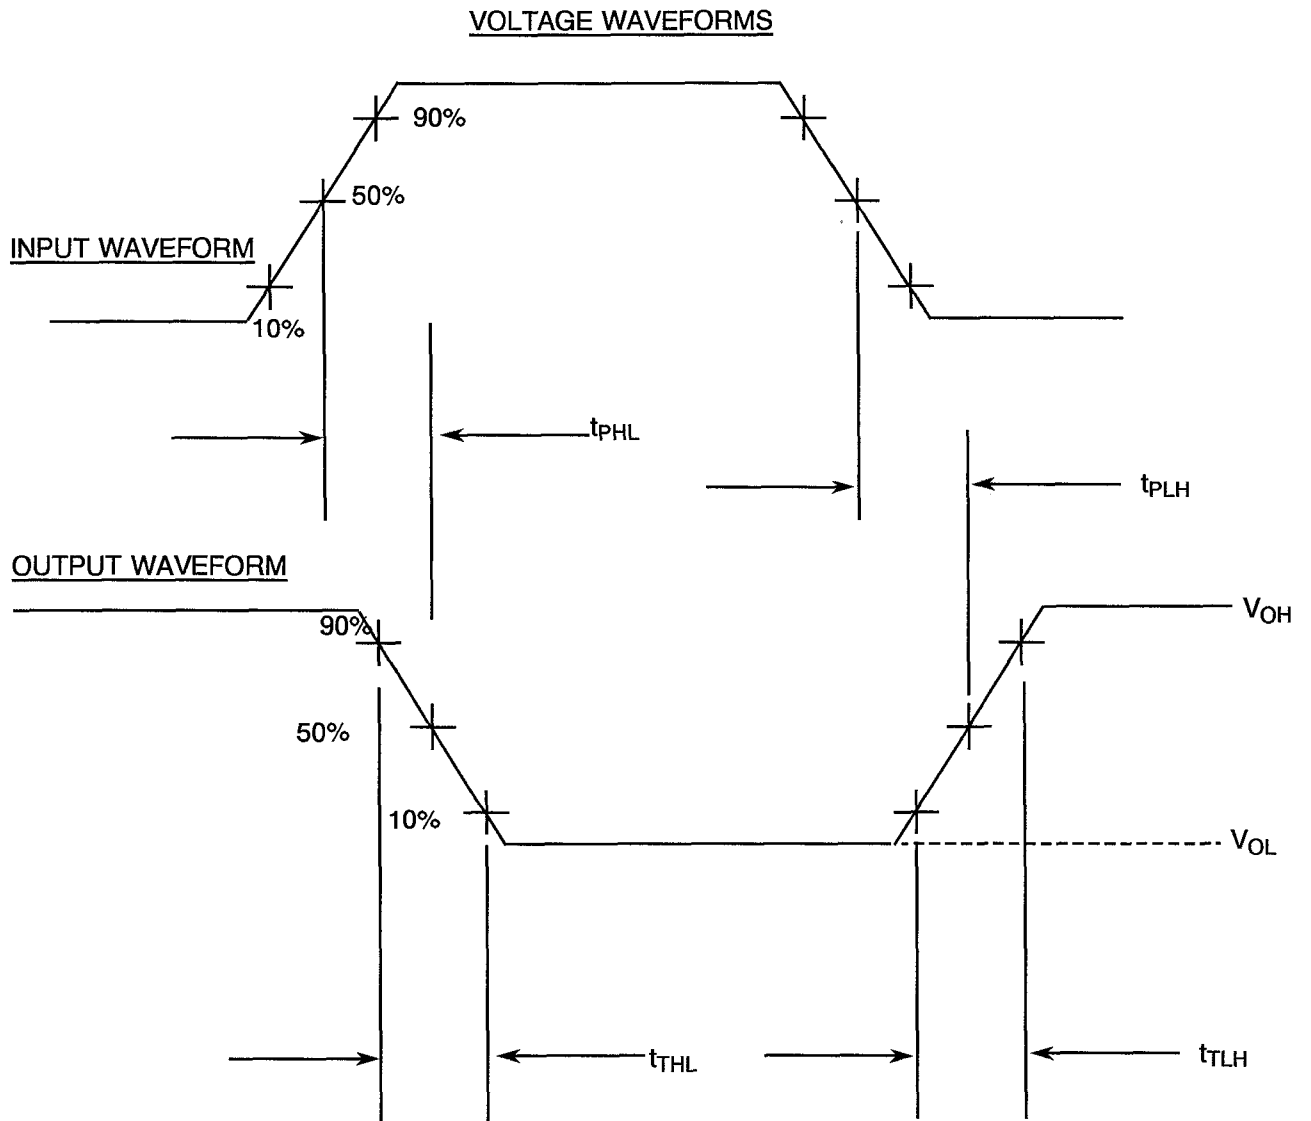 VOLTAGE WAVEFORMS
90%
50%
INPUT WAVEFORM
10%
tPHL
tPLH
OUTPUT WAVEFORM
VOH
90%
50%
10%
VOL
tTHL
tTLH